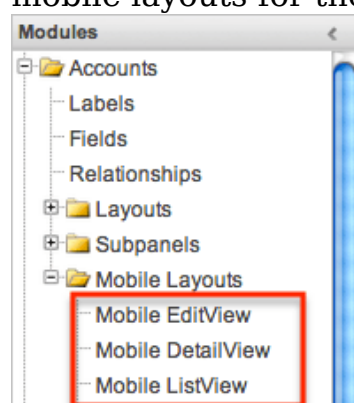 mobile layouts for the
Modules
Accounts
Labels
Fields
Relationships
Layouts
Subpanels
Mobile Layouts
Mobile EditView
Mobile DetailView
Mobile ListView